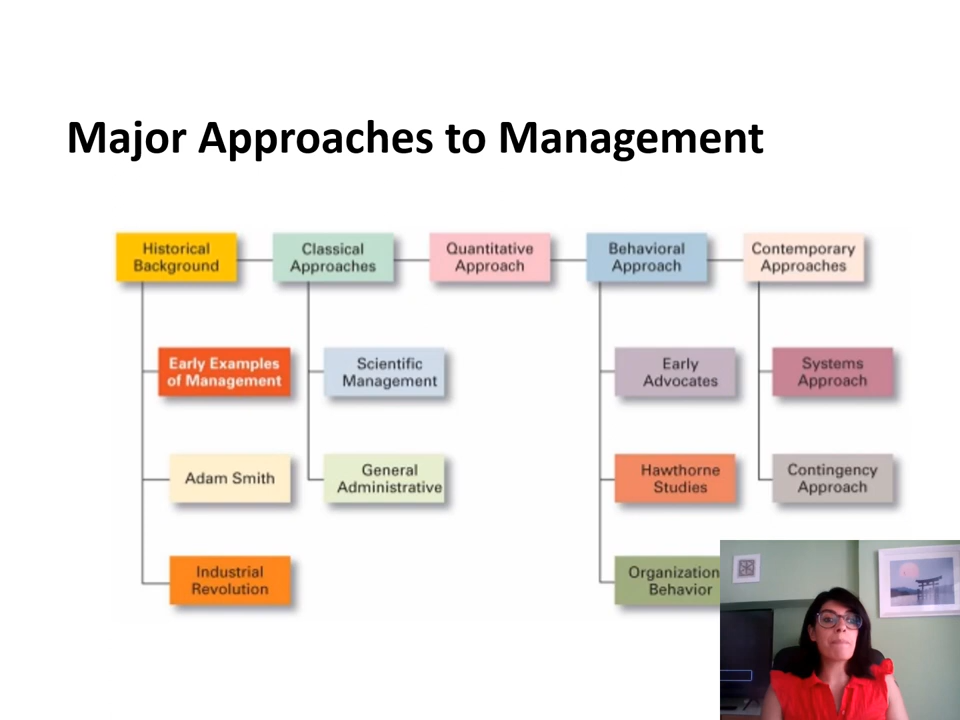 Major Approaches to Management
Historical
Background
Classical
Approaches
Quantitative
Approach
Behavioral
Approach
Contemporary
Approaches
Early Examples
of Management
Scientific
Management
Early
Advocates
Systems
Approach
Adam Smith
General
Administrative
Hawthorne
Studies
Contingency
Approach
Industrial
Revolution
Organization
Behavior